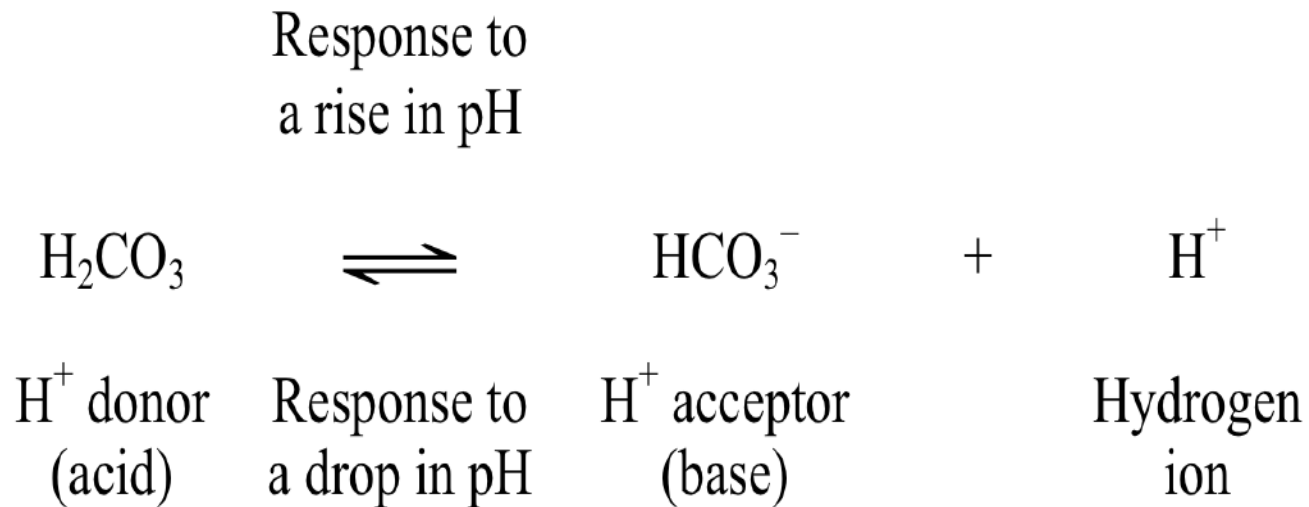 Response to
a rise in pH
H₂CO₃ ⇌ HCO₃⁻ + H⁺
H⁺ donor
(acid)
Response to
a drop in pH
H⁺ acceptor
(base)
Hydrogen
ion